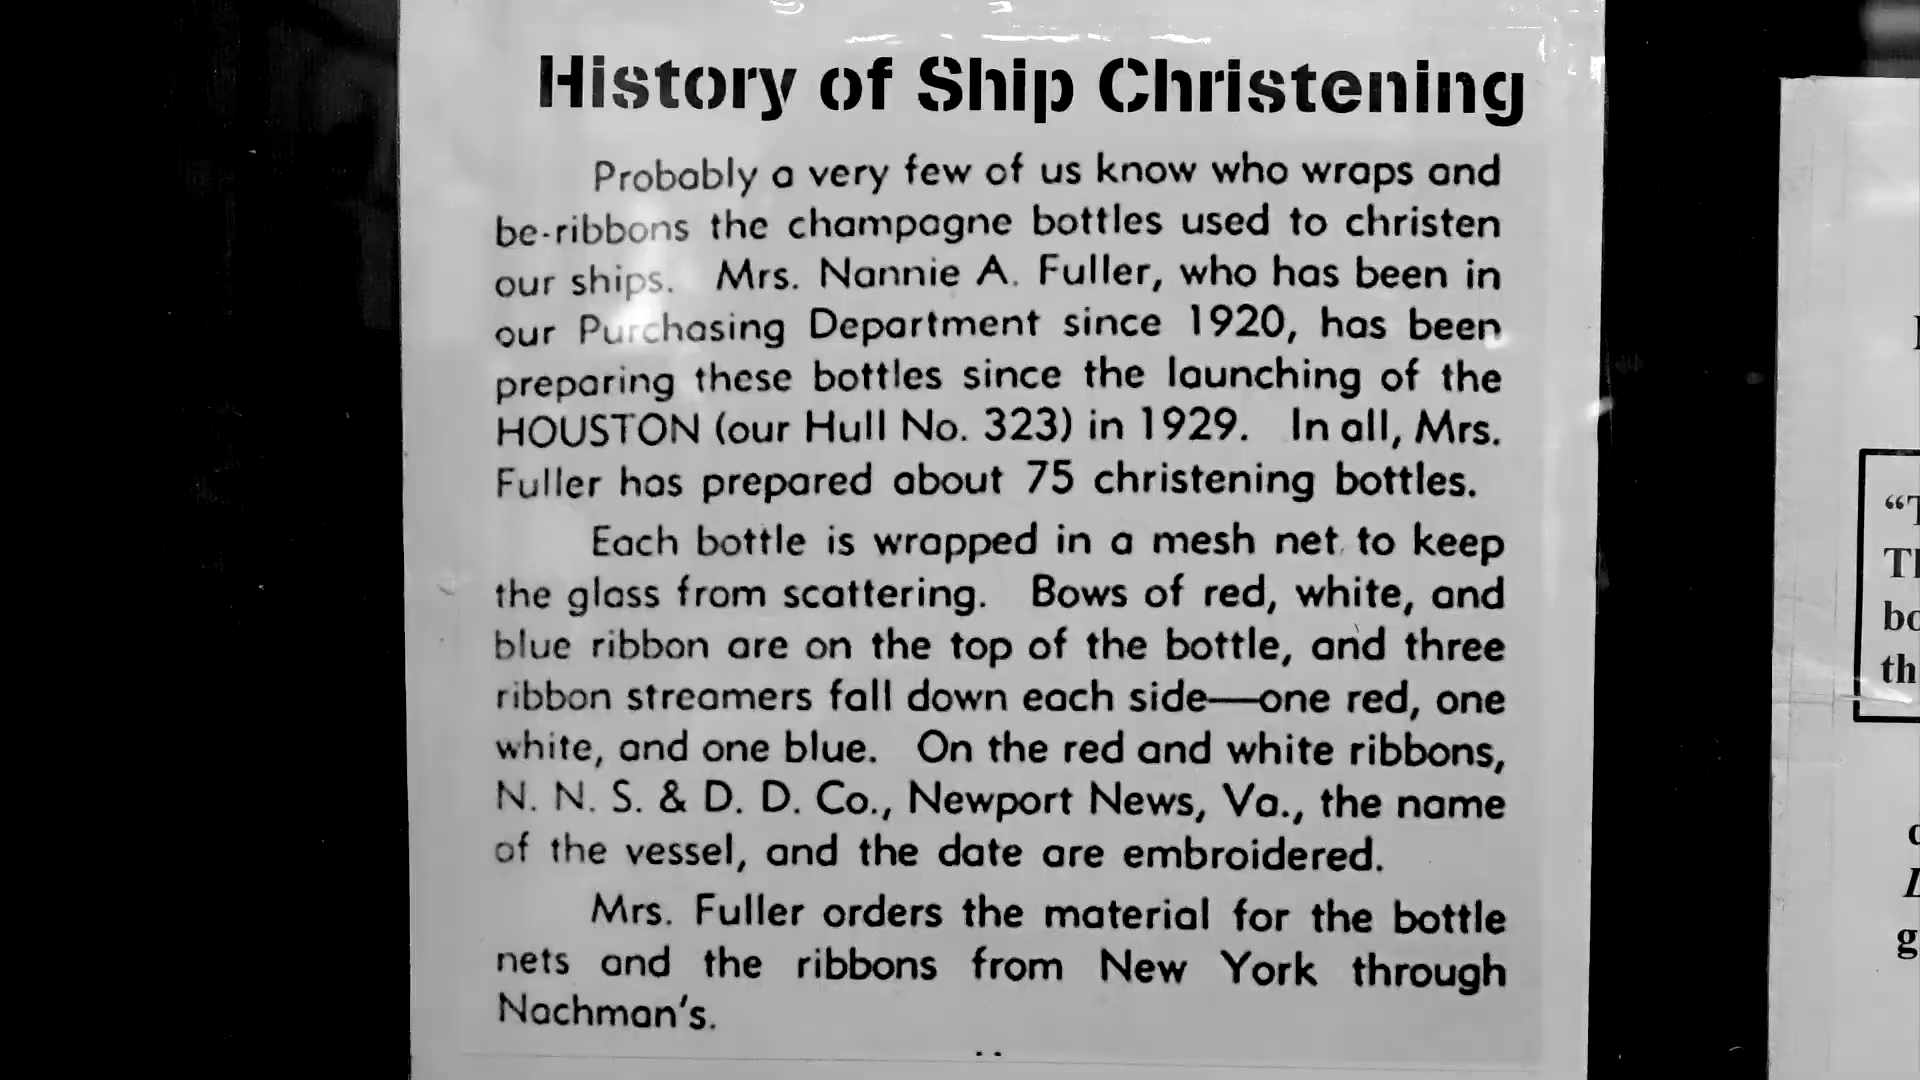 History of Ship Christening
Probably a very few of us know who wraps and
be-ribbons the champagne bottles used to christen
our ships. Mrs. Nannie A. Fuller, who has been in
our Purchasing Department since 1920, has been
preparing these bottles since the launching of the
HOUSTON (our Hull No. 323) in 1929. In all, Mrs.
Fuller has prepared about 75 christening bottles.
Each bottle is wrapped in a mesh net to keep
the glass from scattering. Bows of red, white, and
blue ribbon are on the top of the bottle, and three
ribbon streamers fall down each side—one red, one
white, and one blue. On the red and white ribbons,
N. N. S. & D. D. Co., Newport News, Va., the name
of the vessel, and the date are embroidered.
Mrs. Fuller orders the material for the bottle
nets and the ribbons from New York through
Nachman's.